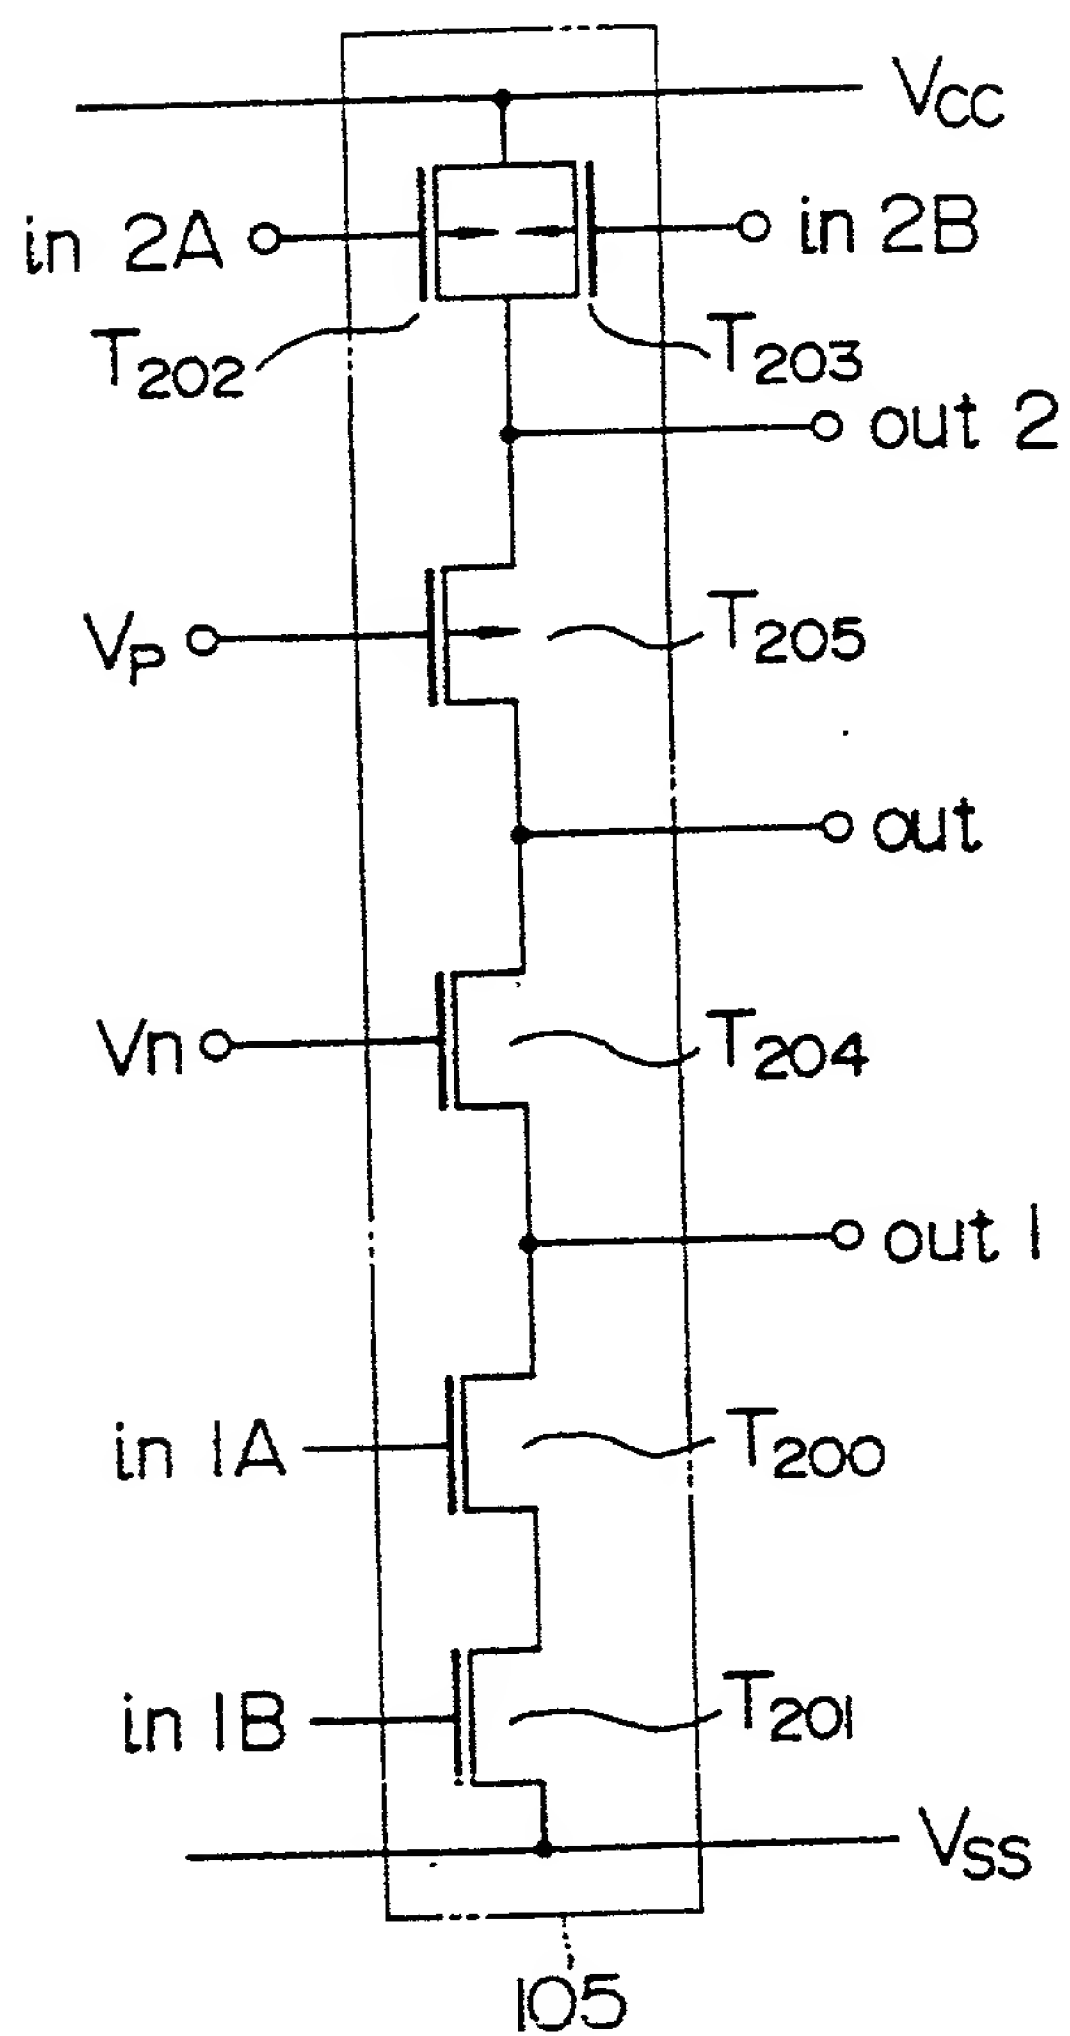 VCC
in 2A
in 2B
T202
T203
out 2
VP
T205
out
Vn
T204
out 1
in 1A
T200
in 1B
T201
VSS
105